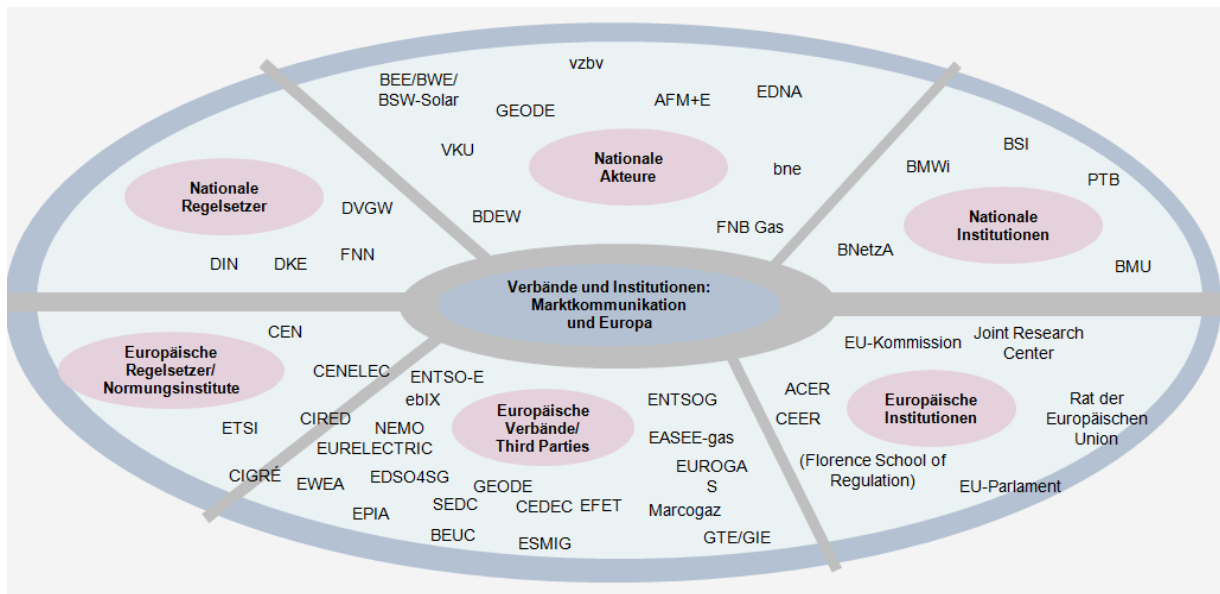 vzbv
BEE/BWE/
BSW-Solar
GEODE
AFM+E
EDNA
VKU
Nationale
Akteure
bne
BDEW
FNB Gas
BSI
BMWi
PTB
Nationale
Institutionen
BNetzA
BMU
Nationale
Regelsetzer
DVGW
FNN
DIN
DKE
Verbände und Institutionen:
Marktkommunikation
und Europa
CEN
Europäische
Regelsetzer/
Normungsinstitute
CENELEC
ETSI
CIRED
CIGRÉ
ENTSO-E
ebIX
NEMO
EURELECTRIC
Europäische
Verbände/
Third Parties
ENTSOG
EASEE-gas
EUROGA
S
EWEA
EDSO4SG
GEODE
EPIA
SEDC
CEDEC
EFET
Marcogaz
BEUC
ESMIG
GTE/GIE
EU-Kommission
Joint Research
Center
ACER
CEER
Europäische
Institutionen
Rat der
Europäischen
Union
(Florence School of
Regulation)
EU-Parlament